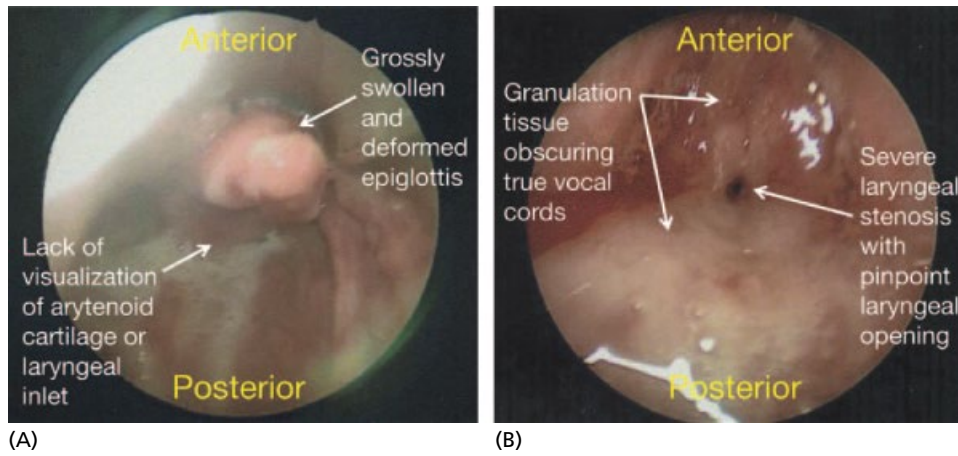 Anterior
Grossly
swollen
and
deformed
epiglottis
Lack of
visualization
of arytenoid
cartilage or
laryngeal
inlet
Posterior
(A)
Anterior
Granulation
tissue
obscuring
true vocal
cords
Severe
laryngeal
stenosis
with
pinpoint
laryngeal
opening
Posterior
(B)